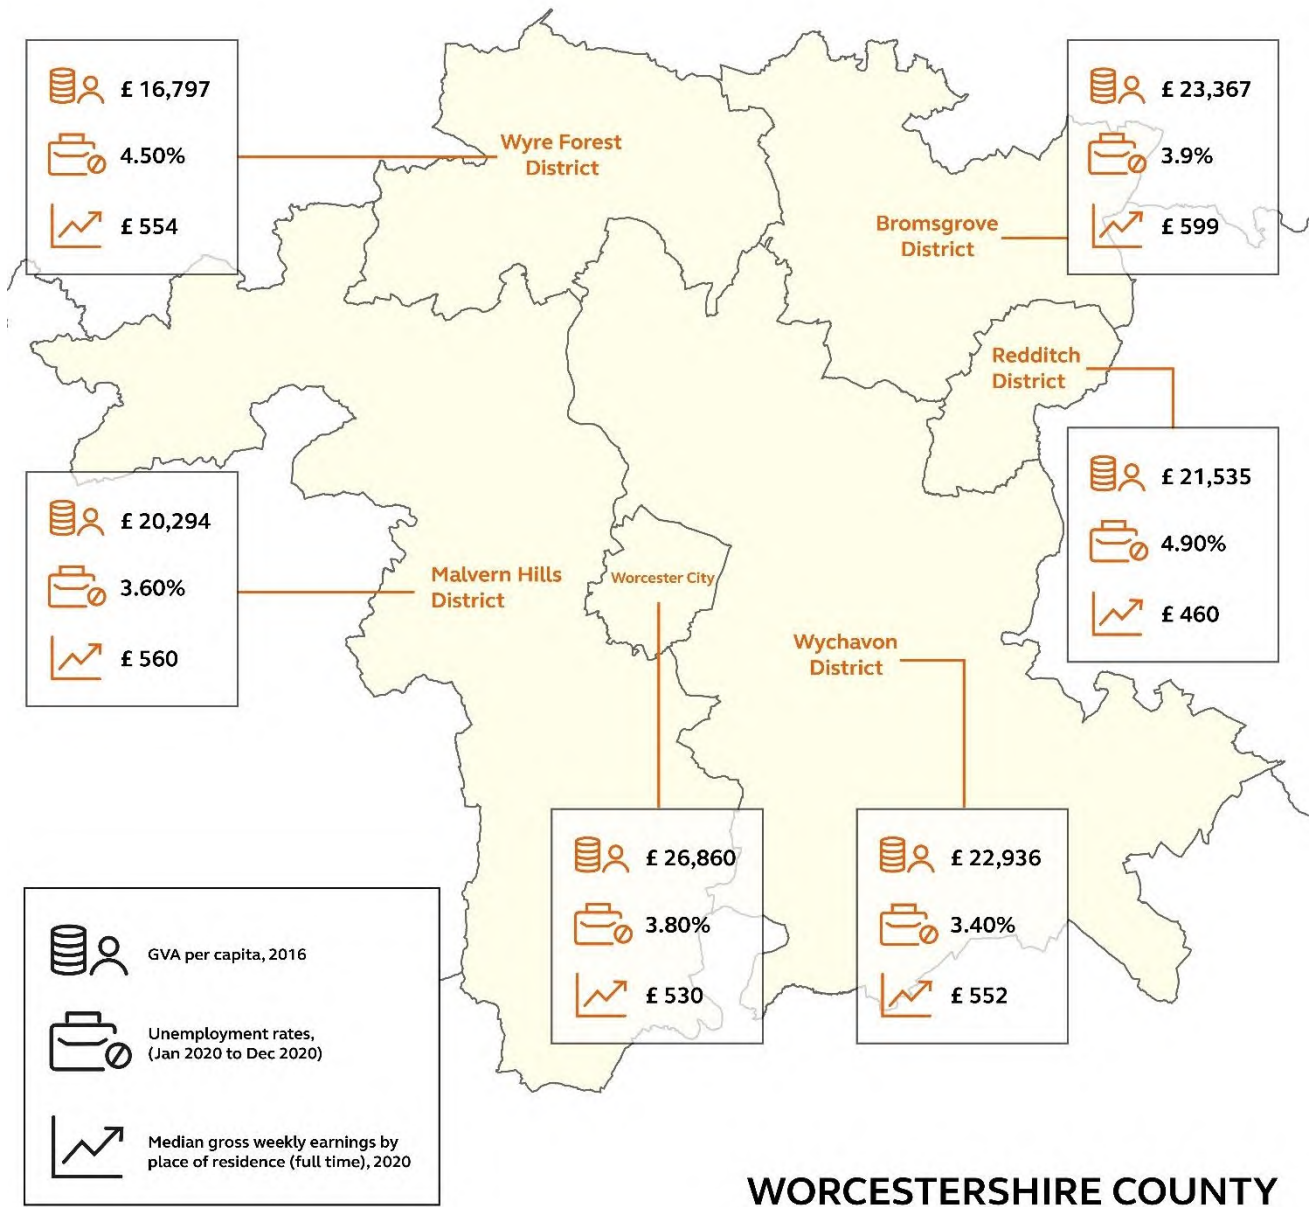 £ 16,797
4.50%
£ 554
Wyre Forest
District
£ 23,367
3.9%
£ 599
Bromsgrove
District
Redditch
District
£ 21,535
4.90%
£ 460
£ 20,294
3.60%
£ 560
Malvern Hills
District
Worcester City
Wychavon
District
£ 26,860
3.80%
£ 530
£ 22,936
3.40%
£ 552
GVA per capita, 2016
Unemployment rates,
(Jan 2020 to Dec 2020)
Median gross weekly earnings by
place of residence (full time), 2020
WORCESTERSHIRE COUNTY